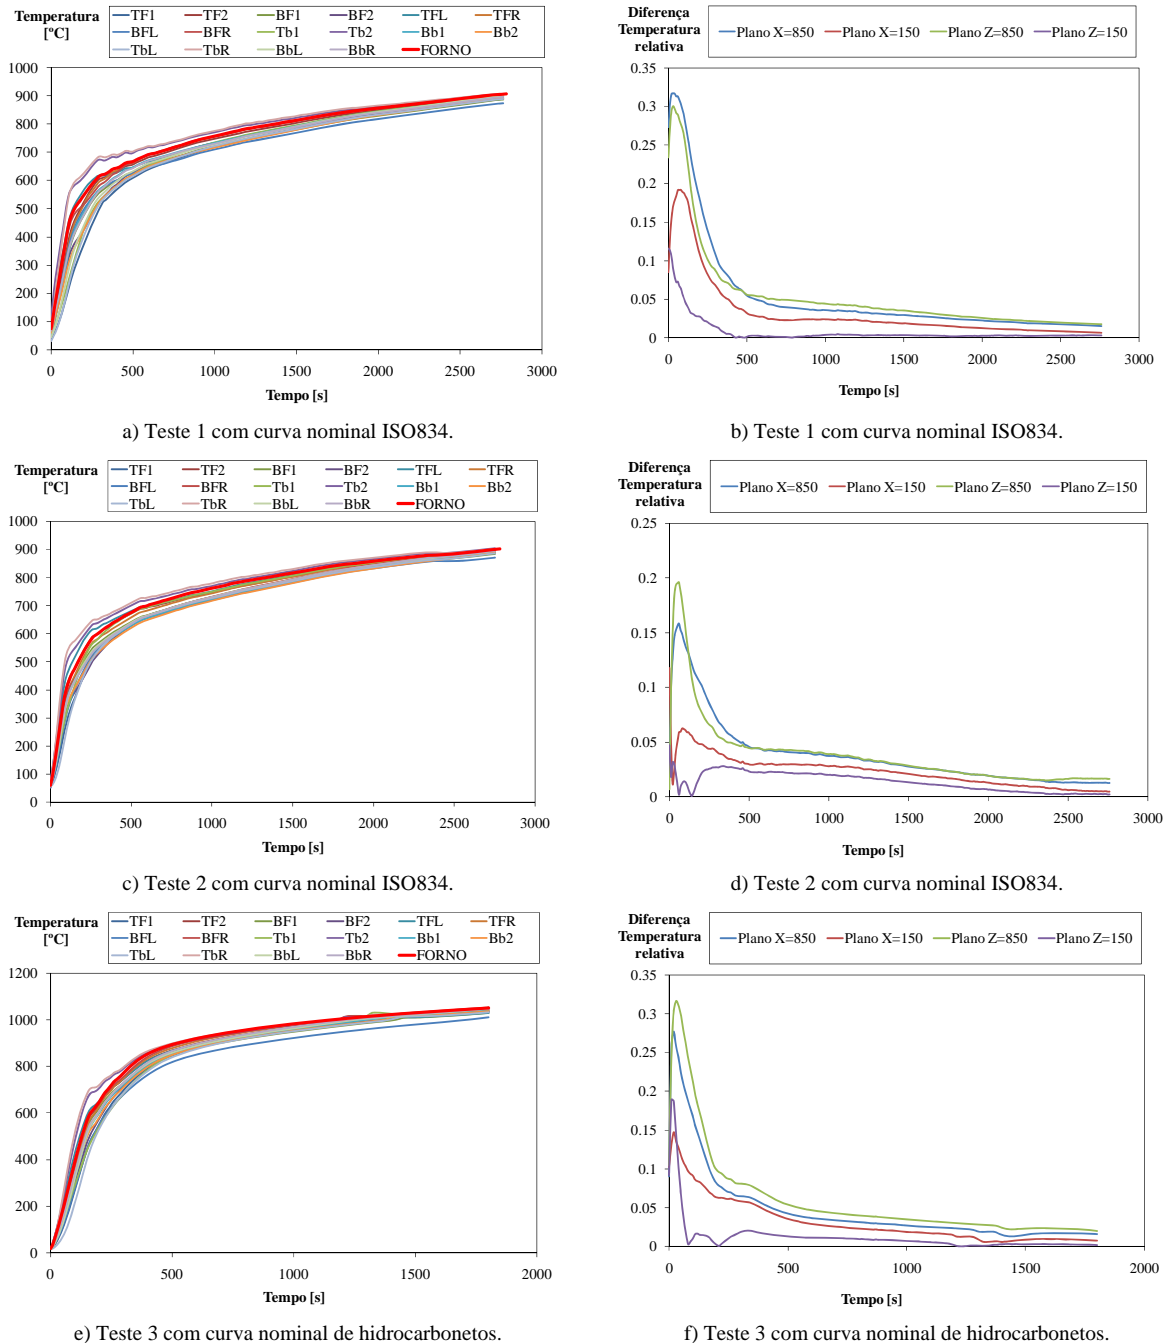 Temperatura
[ºC]
TF1 TF2 BF1 BF2 TFL TFR
BFL BFR Tb1 Tb2 Bb1 Bb2
TbL TbR BbL BbR FORNO
1000
900
800
700
600
500
400
300
200
100
0
0 500 1000 1500 2000 2500 3000
Tempo [s]
a) Teste 1 com curva nominal ISO834.
Diferença
Temperatura
relativa
Plano X=850 Plano X=150 Plano Z=850 Plano Z=150
0.35
0.3
0.25
0.2
0.15
0.1
0.05
0
0 500 1000 1500 2000 2500 3000
Tempo [s]
b) Teste 1 com curva nominal ISO834.
Temperatura
[ºC]
TF1 TF2 BF1 BF2 TFL TFR
BFL BFR Tb1 Tb2 Bb1 Bb2
TbL TbR BbL BbR FORNO
1000
900
800
700
600
500
400
300
200
100
0
0 500 1000 1500 2000 2500 3000
Tempo [s]
c) Teste 2 com curva nominal ISO834.
Diferença
Temperatura
relativa
Plano X=850 Plano X=150 Plano Z=850 Plano Z=150
0.25
0.2
0.15
0.1
0.05
0
0 500 1000 1500 2000 2500 3000
Tempo [s]
d) Teste 2 com curva nominal ISO834.
Temperatura
[ºC]
TF1 TF2 BF1 BF2 TFL TFR
BFL BFR Tb1 Tb2 Bb1 Bb2
TbL TbR BbL BbR FORNO
1200
1000
800
600
400
200
0
0 500 1000 1500 2000
Tempo [s]
e) Teste 3 com curva nominal de hidrocarbonetos.
Diferença
Temperatura
relativa
Plano X=850 Plano X=150 Plano Z=850 Plano Z=150
0.35
0.3
0.25
0.2
0.15
0.1
0.05
0
0 500 1000 1500 2000
Tempo [s]
f) Teste 3 com curva nominal de hidrocarbonetos.